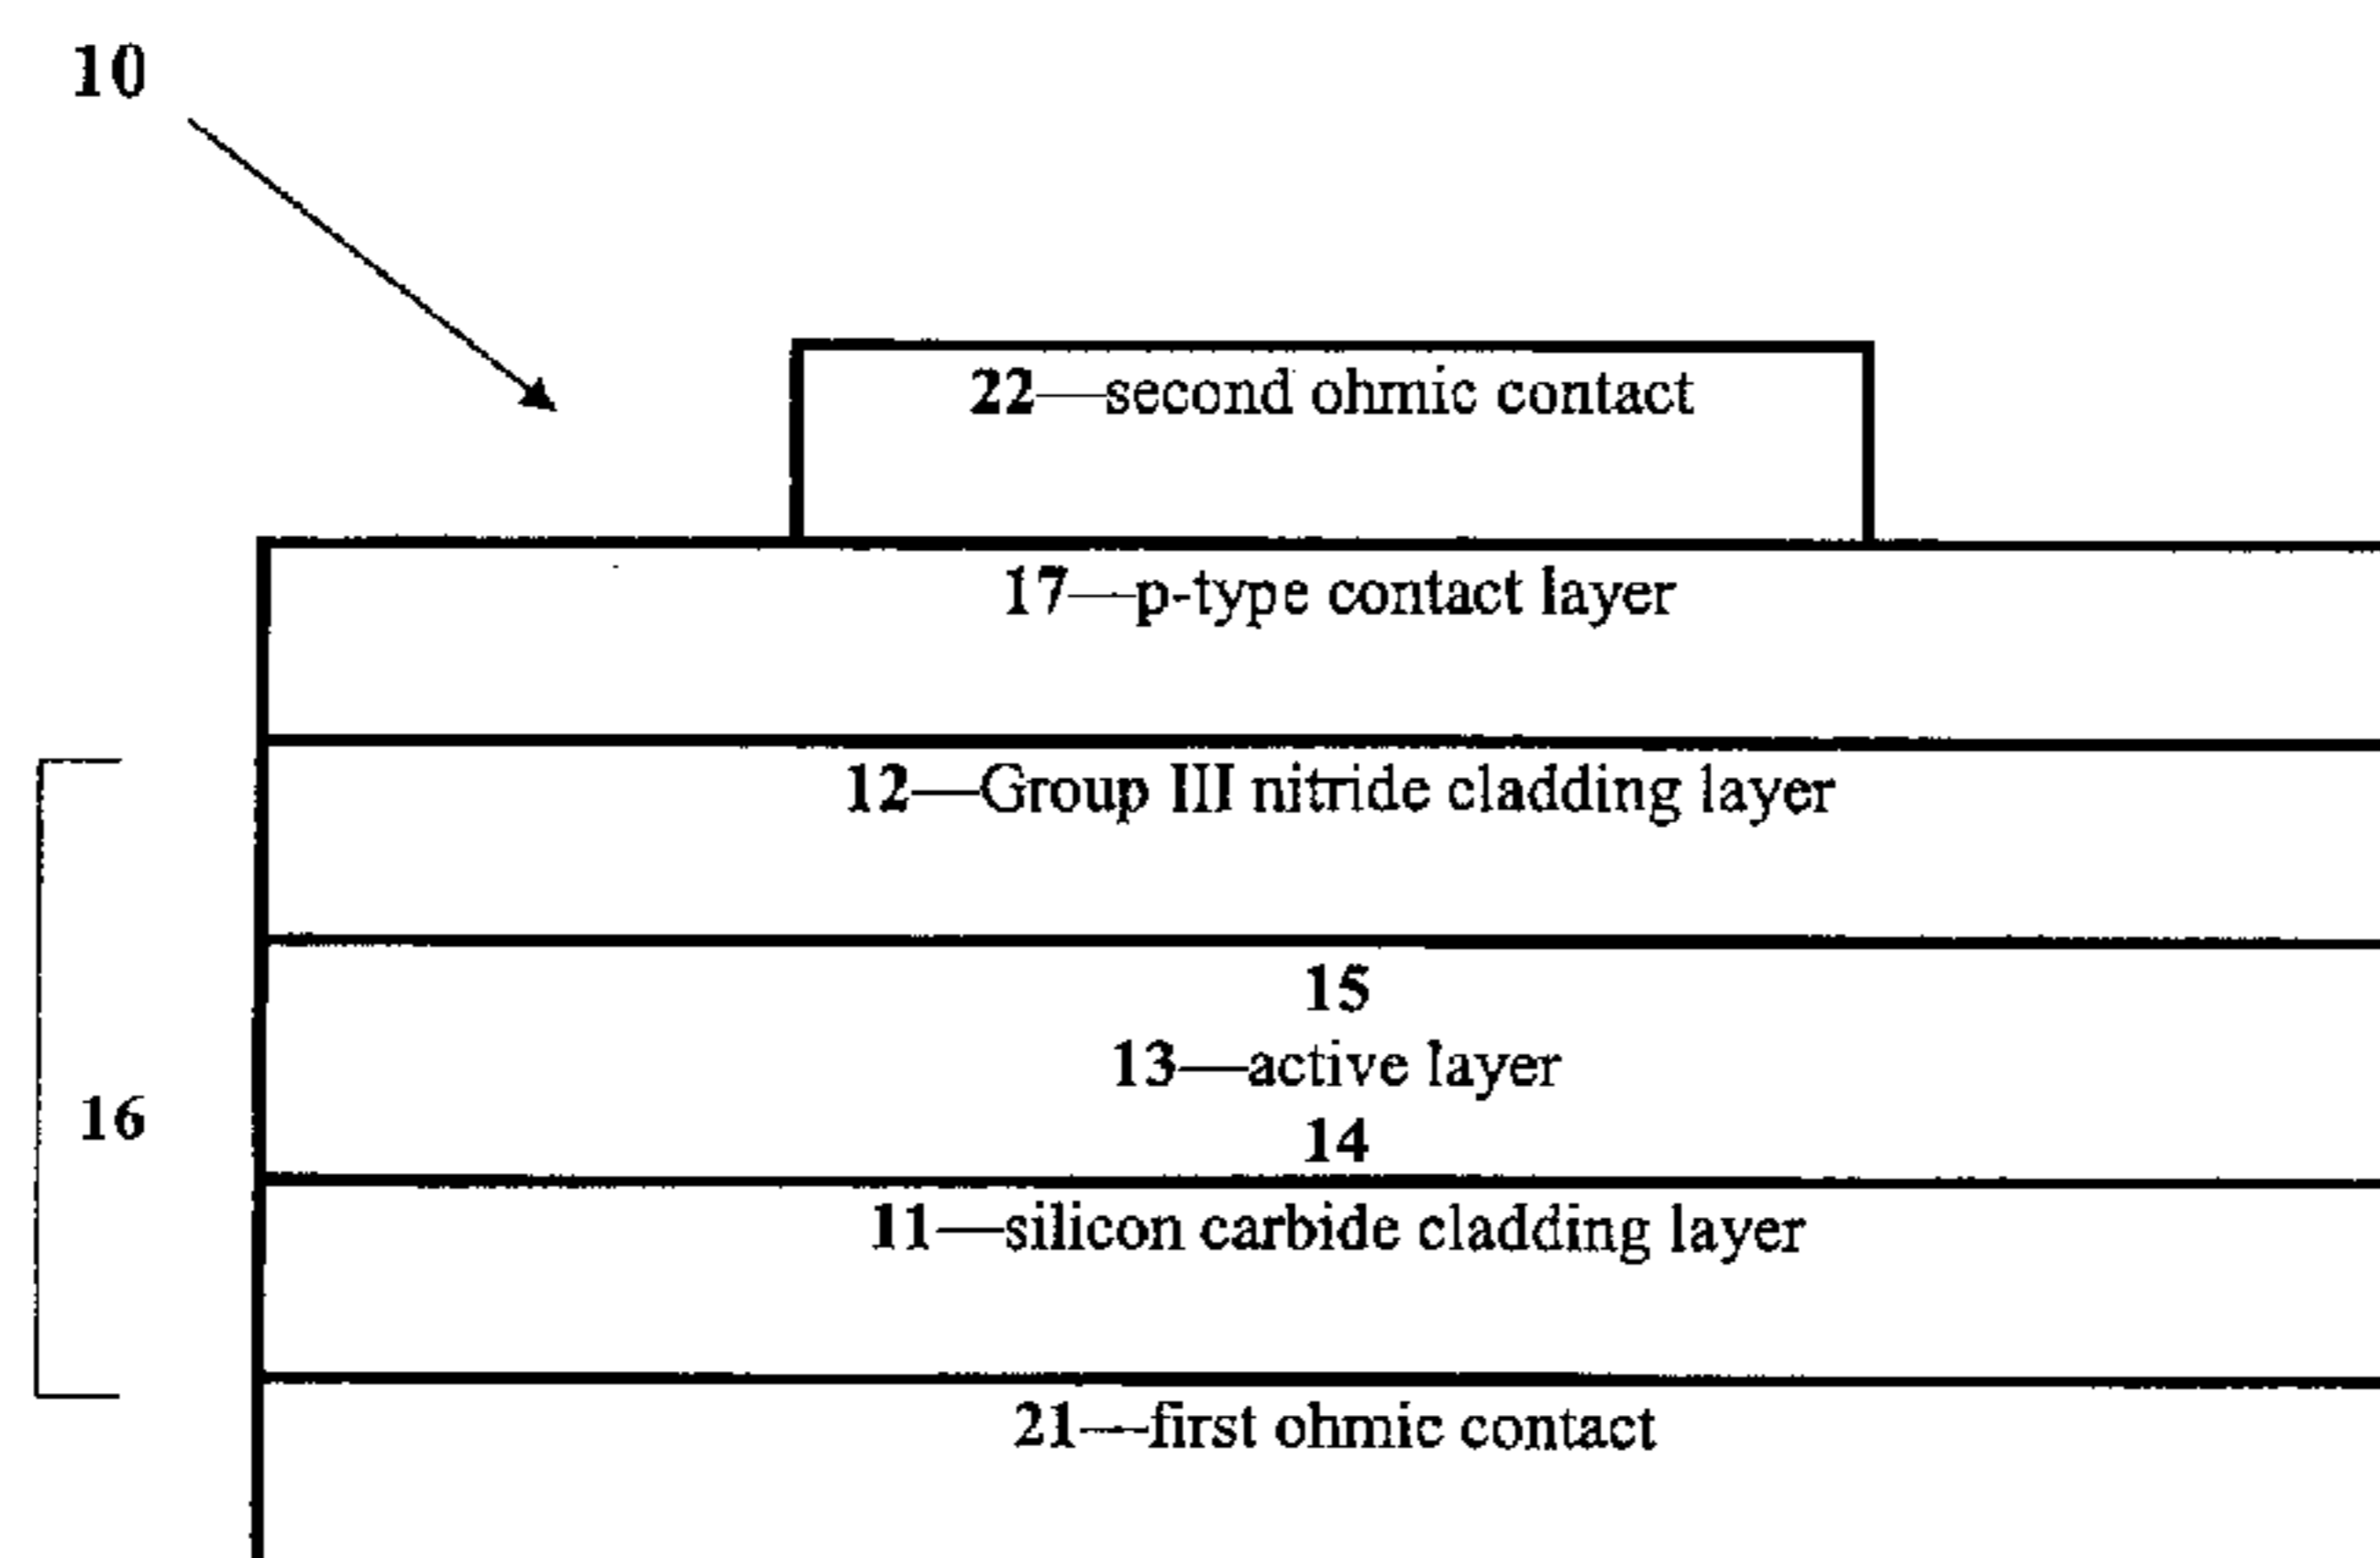 10
22—second ohmic contact
17—p-type contact layer
12—Group III nitride cladding layer
15
13—active layer
16
14
11—silicon carbide cladding layer
21—first ohmic contact